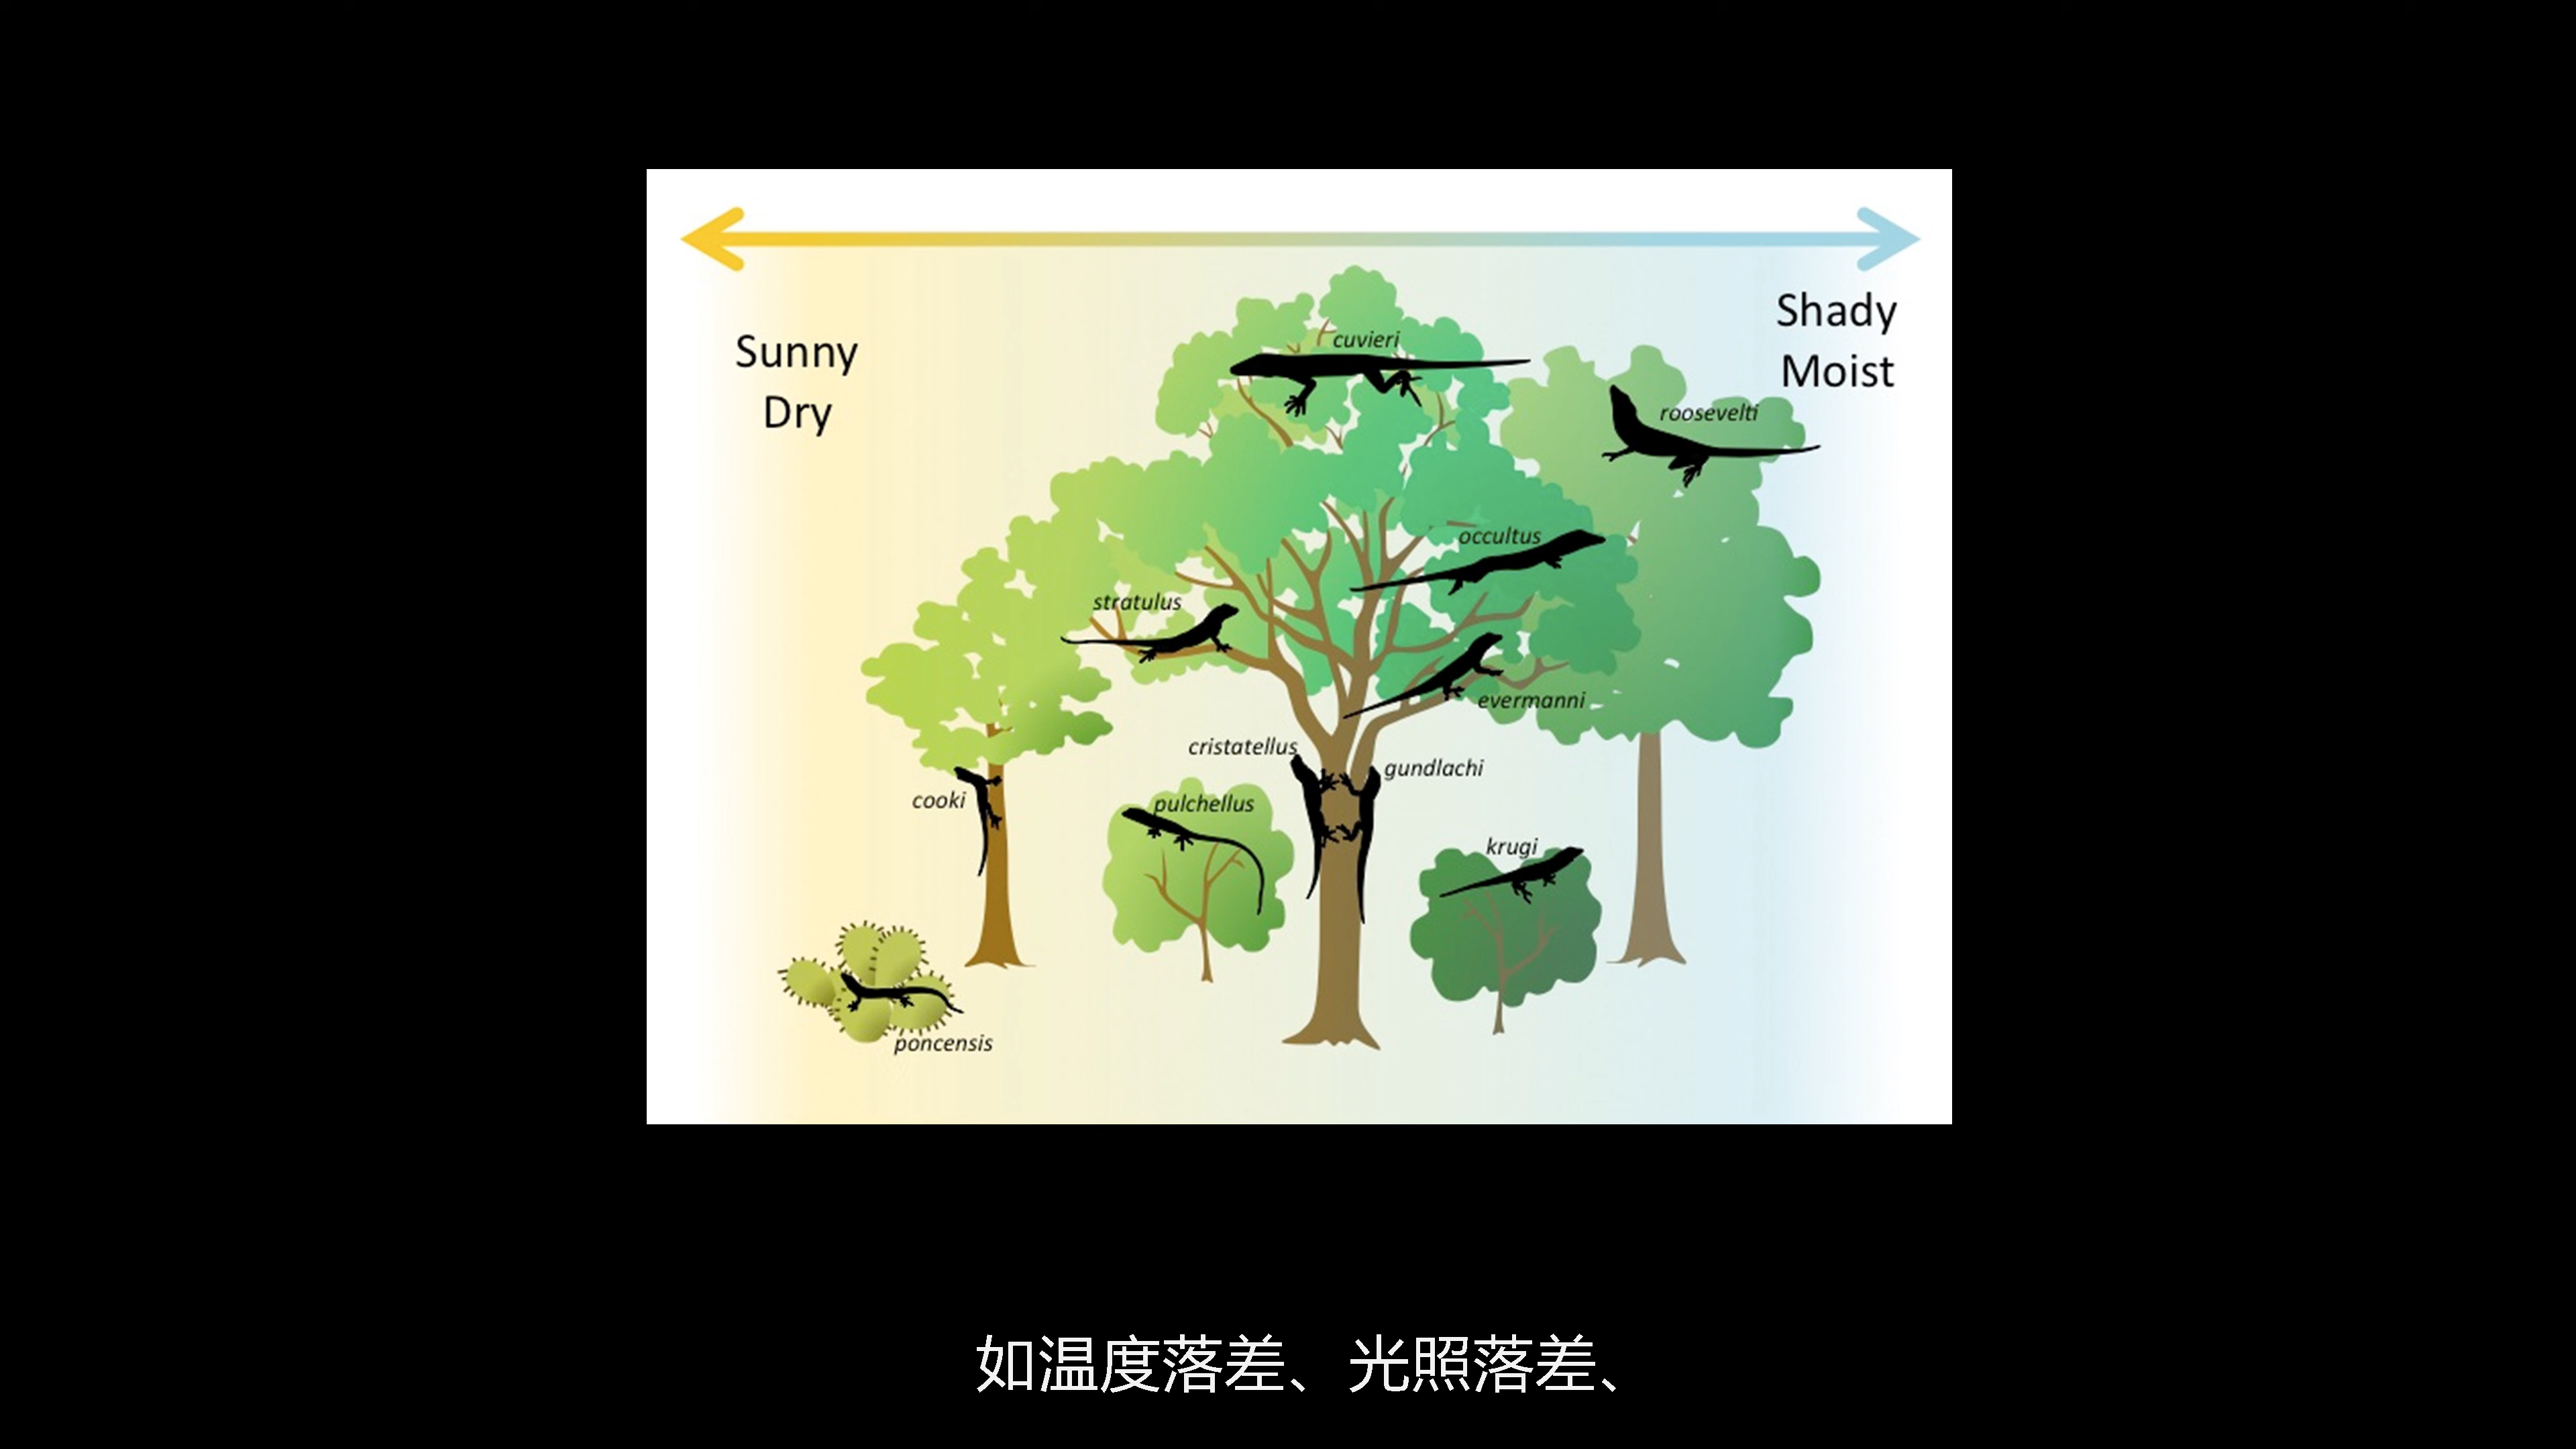 Sunny
Dry
Shady
Moist
cuvieri
roosevelti
occultus
stratulus
evermanni
cristatellus
gundlachi
cooki
pulchellus
krugi
poncensis
如温度落差、光照落差、